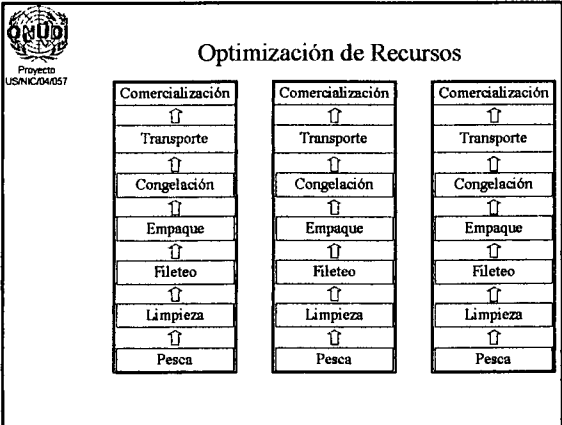 ONUDI
Proyecto
US/NIC/04/057
Optimización de Recursos
Comercialización
Transporte
Congelación
Empaque
Fileteo
Limpieza
Pesca
Comercialización
Transporte
Congelación
Empaque
Fileteo
Limpieza
Pesca
Comercialización
Transporte
Congelación
Empaque
Fileteo
Limpieza
Pesca